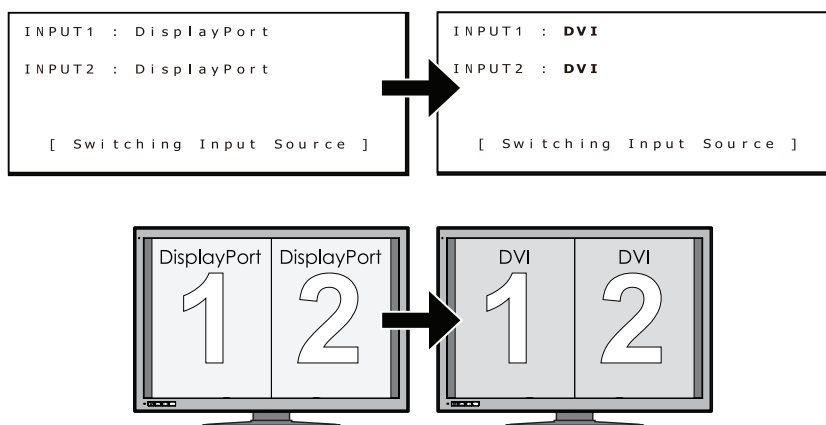 INPUT1 : DisplayPort
INPUT2 : DisplayPort
[ Switching Input Source ]
INPUT1 : DVI
INPUT2 : DVI
[ Switching Input Source ]
DisplayPort DisplayPort
1 2
DVI DVI
1 2